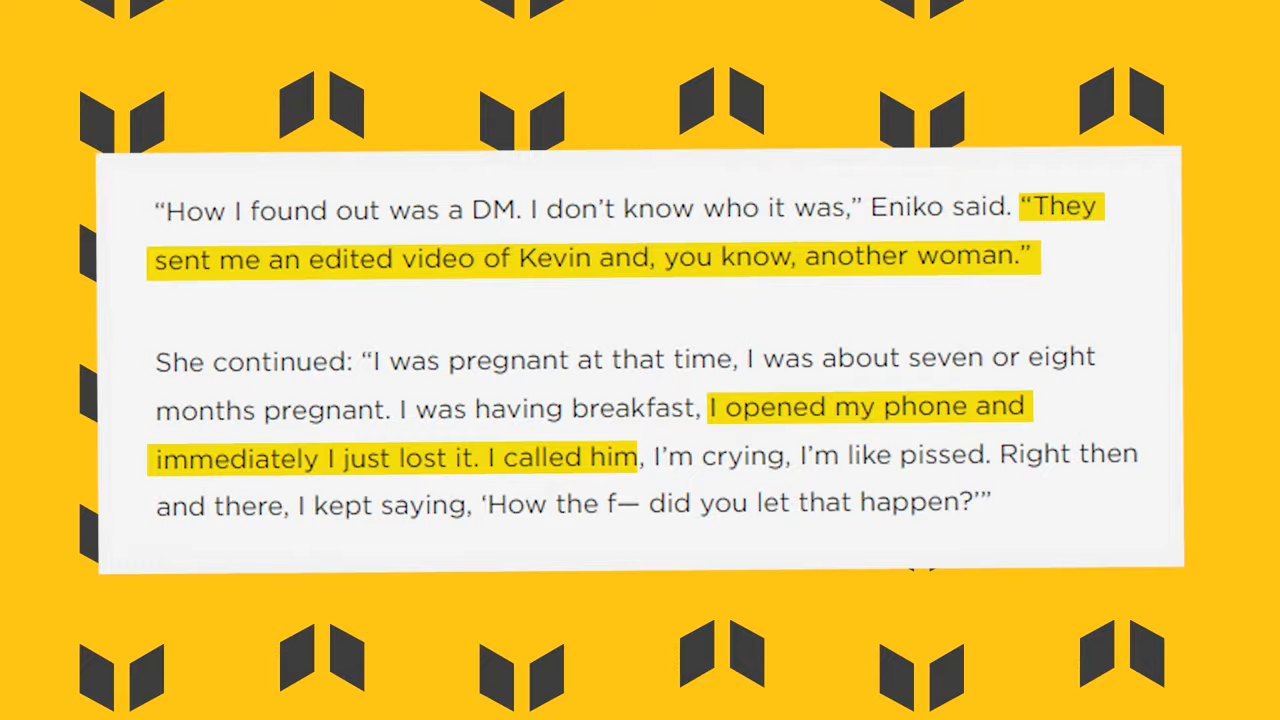 “How I found out was a DM. I don’t know who it was,” Eniko said. “They
sent me an edited video of Kevin and, you know, another woman.”
She continued: “I was pregnant at that time, I was about seven or eight
months pregnant. I was having breakfast, I opened my phone and
immediately I just lost it. I called him, I’m crying, I’m like pissed. Right then
and there, I kept saying, ‘How the f— did you let that happen?’”